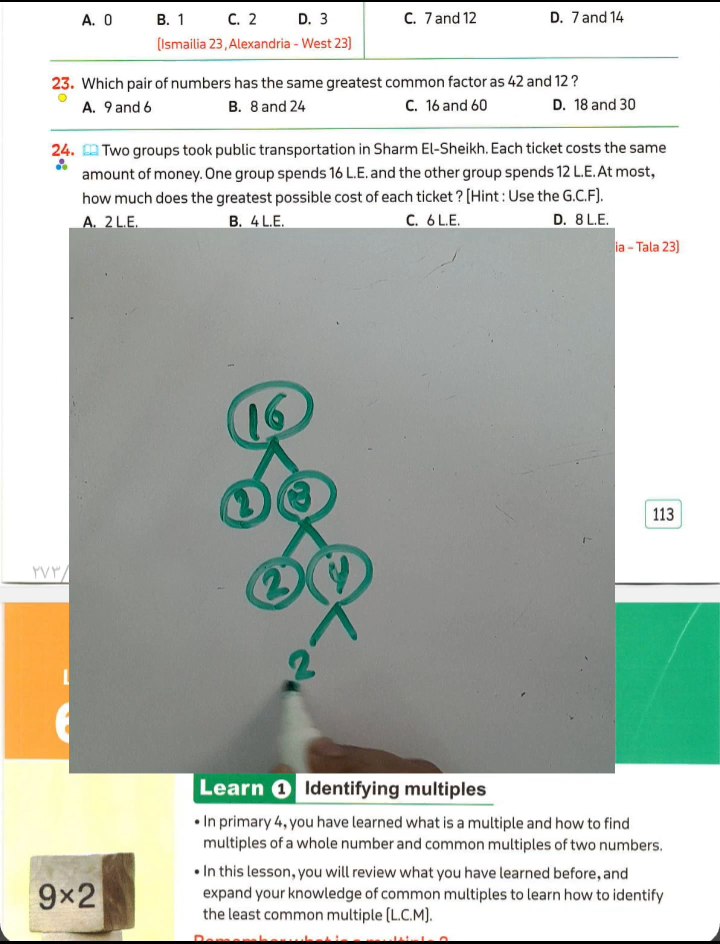 A. 0 B. 1 C. 2 D. 3
[Ismailia 23, Alexandria - West 23]
C. 7 and 12 D. 7 and 14
23. Which pair of numbers has the same greatest common factor as 42 and 12 ?
A. 9 and 6 B. 8 and 24 C. 16 and 60 D. 18 and 30
24. Two groups took public transportation in Sharm El-Sheikh. Each ticket costs the same
amount of money. One group spends 16 L.E. and the other group spends 12 L.E. At most,
how much does the greatest possible cost of each ticket ? [Hint : Use the G.C.F].
A. 2 L.E. B. 4 L.E. C. 6 L.E. D. 8 L.E.
ia - Tala 23]
16
2 8
2 4
2
113
٢٧٣/
6
Learn 1 Identifying multiples
• In primary 4, you have learned what is a multiple and how to find
multiples of a whole number and common multiples of two numbers.
• In this lesson, you will review what you have learned before, and
expand your knowledge of common multiples to learn how to identify
the least common multiple [L.C.M].
9×2
Remember what is a multiple ?